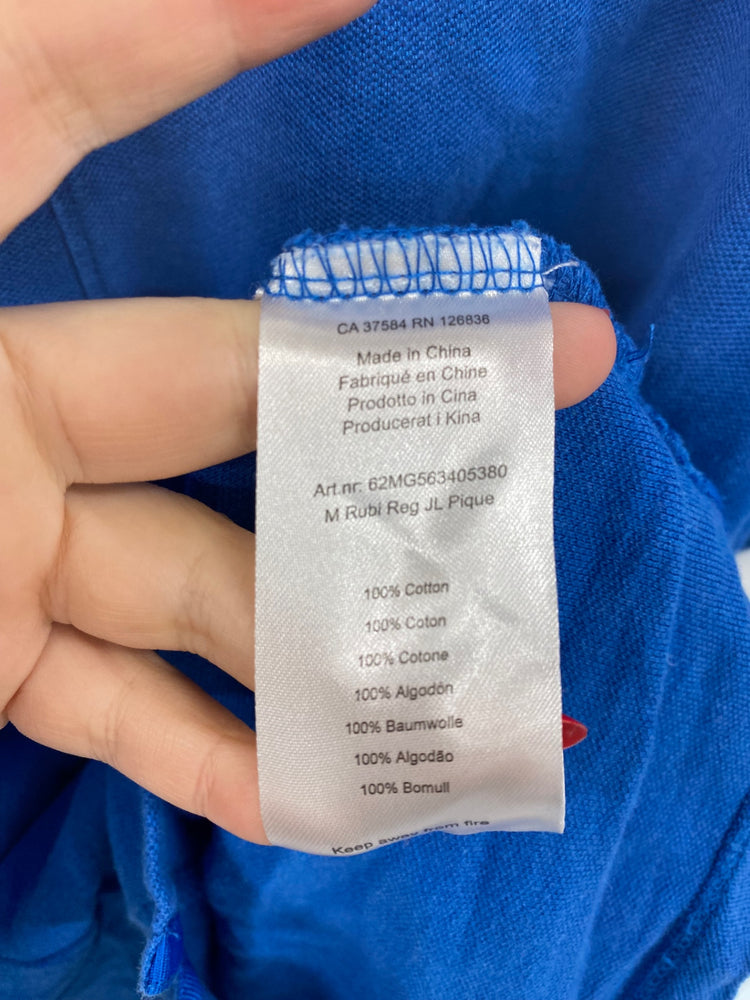 CA 37584 RN 126836
Made in China
Fabriqué en Chine
Prodotto in Cina
Producerat i Kina
Art.nr: 62MG563405380
M Rubi Reg JL Pique
100% Cotton
100% Coton
100% Cotone
100% Algodón
100% Baumwolle
100% Algodão
100% Bomull
Keep away from fire